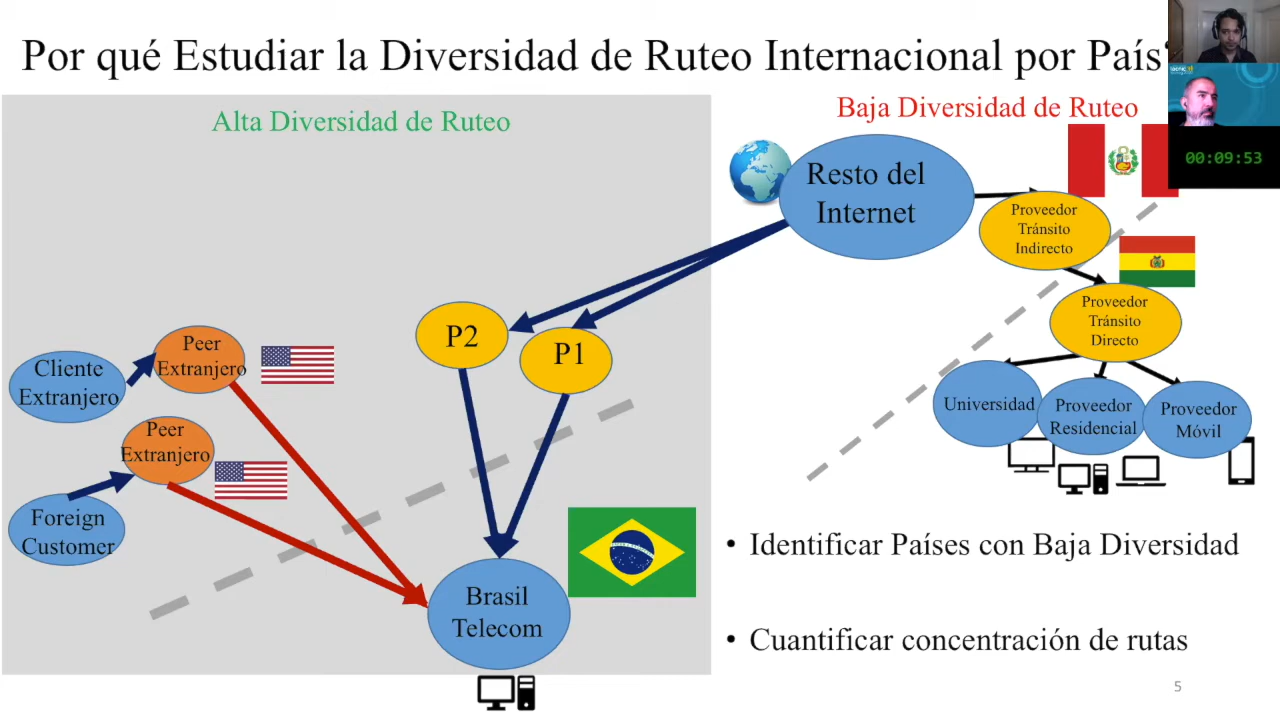 Por qué Estudiar la Diversidad de Ruteo Internacional por País
Alta Diversidad de Ruteo
Baja Diversidad de Ruteo
00:09:53
Resto del
Internet
Proveedor
Tránsito
Indirecto
Proveedor
Tránsito
Directo
Universidad
Proveedor
Residencial
Proveedor
Móvil
P2
P1
Peer
Extranjero
Cliente
Extranjero
Peer
Extranjero
Foreign
Customer
Brasil
Telecom
• Identificar Países con Baja Diversidad
• Cuantificar concentración de rutas
5